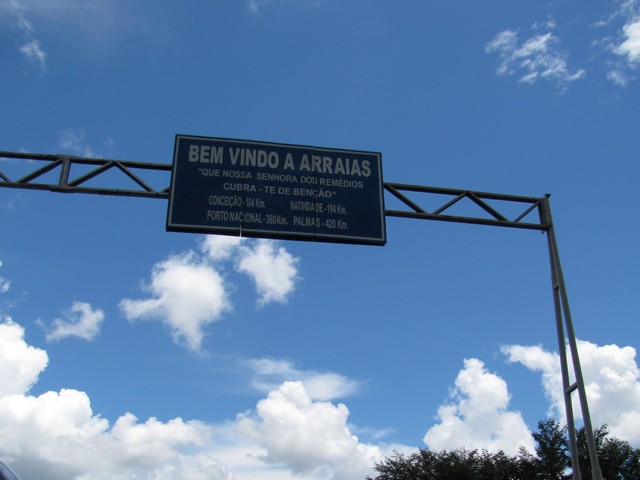 BEM VINDO A ARRAIAS
"QUE NOSSA SENHORA DOS REMÉDIOS
CUBRA - TE DE BENÇÃO"
CONCEIÇÃO - 104 Km. NATIVIDADE - 194 Km.
PORTO NACIONAL - 360 Km. PALMAS - 420 Km.